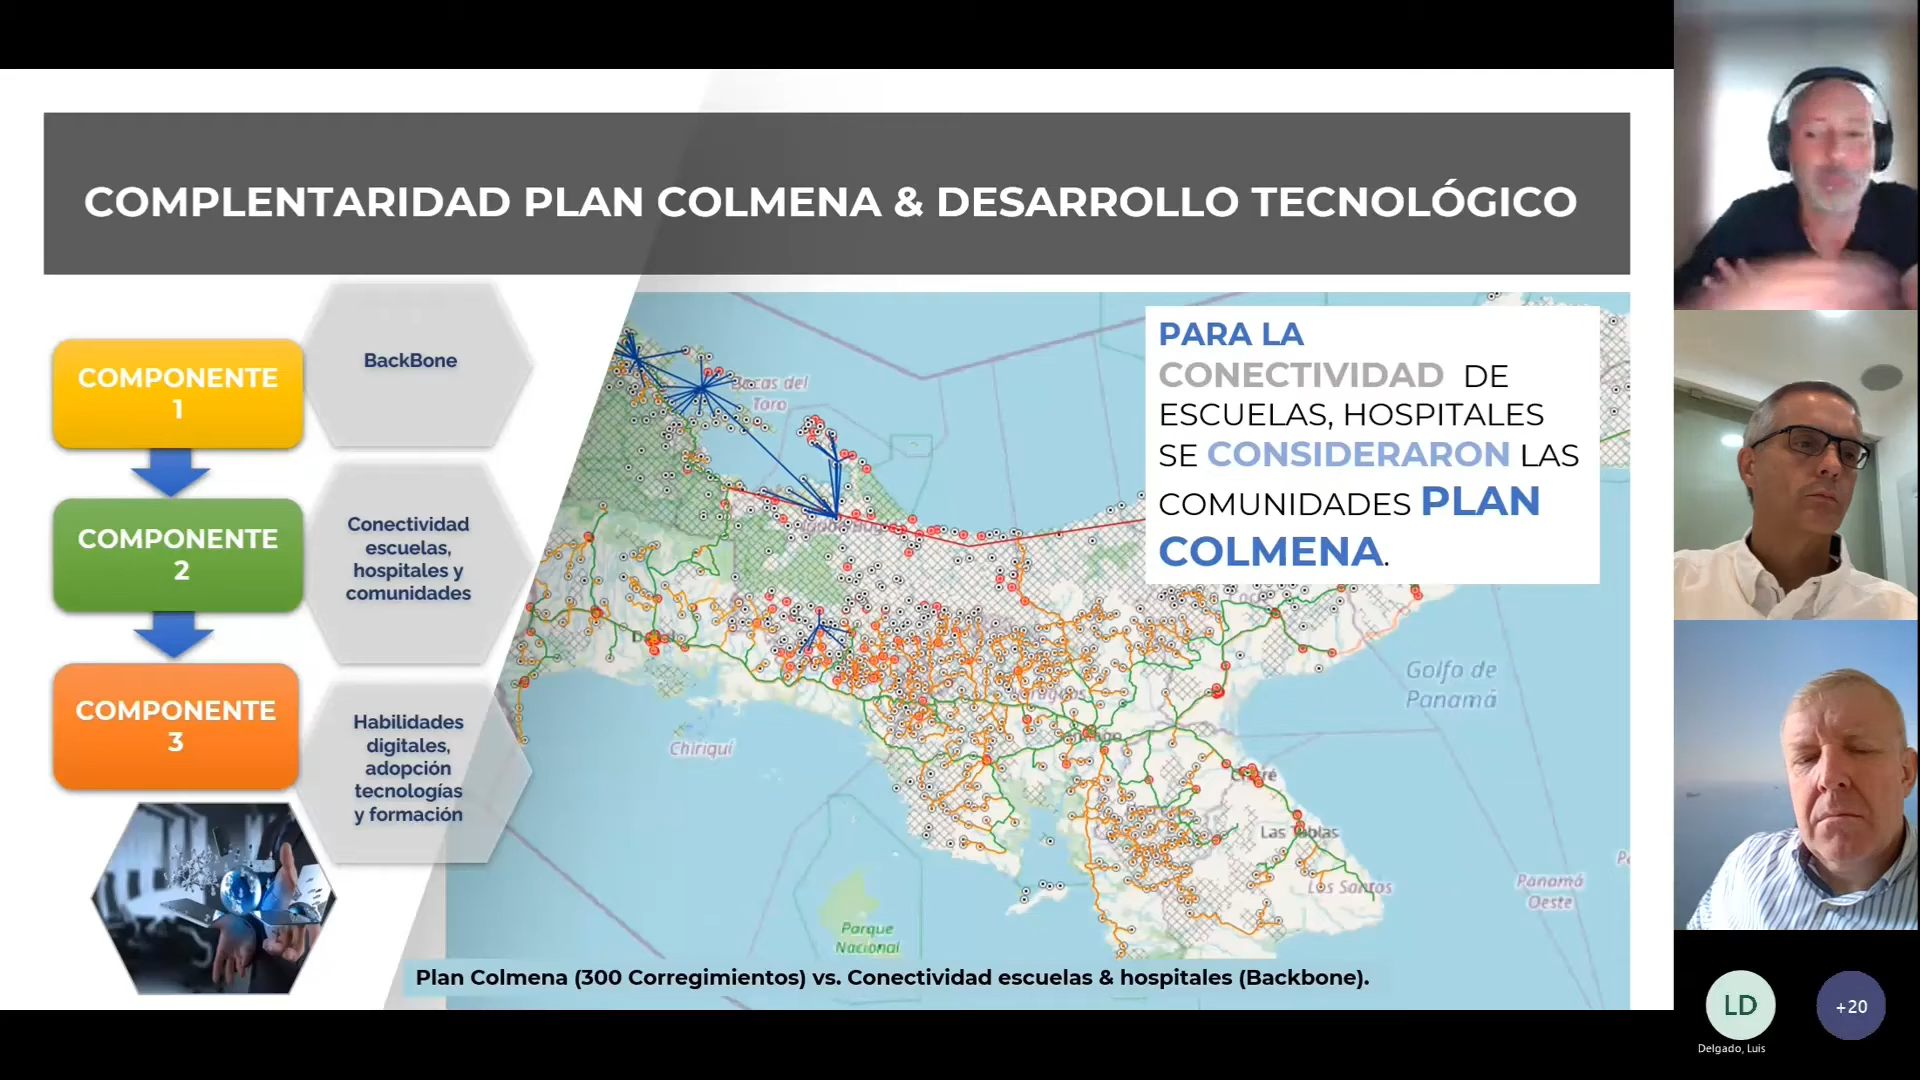 COMPLENTARIDAD PLAN COLMENA & DESARROLLO TECNOLÓGICO
COMPONENTE
1
BackBone
COMPONENTE
2
Conectividad
escuelas,
hospitales y
comunidades
COMPONENTE
3
Habilidades
digitales,
adopción
tecnologías
y formación
PARA LA
CONECTIVIDAD DE
ESCUELAS, HOSPITALES
SE CONSIDERARON LAS
COMUNIDADES PLAN
COLMENA.
Bocas del
Toro
Chiriquí
Golfo de
Panamá
Las Tablas
Los Santos
Panamá
Oeste
Parque
Nacional
Plan Colmena (300 Corregimientos) vs. Conectividad escuelas & hospitales (Backbone).
LD
+20
Delgado, Luis